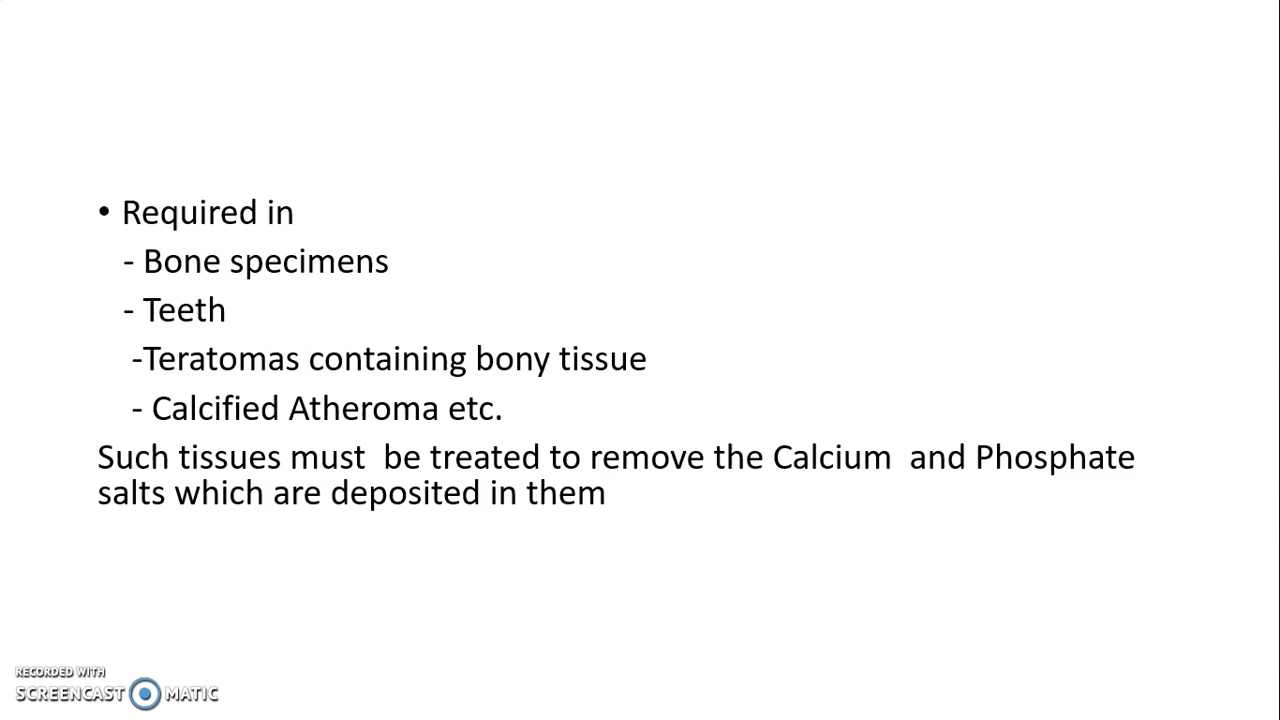 • Required in
- Bone specimens
- Teeth
-Teratomas containing bony tissue
- Calcified Atheroma etc.
Such tissues must  be treated to remove the Calcium  and Phosphate
salts which are deposited in them
RECORDED WITH
SCREENCAST MATIC